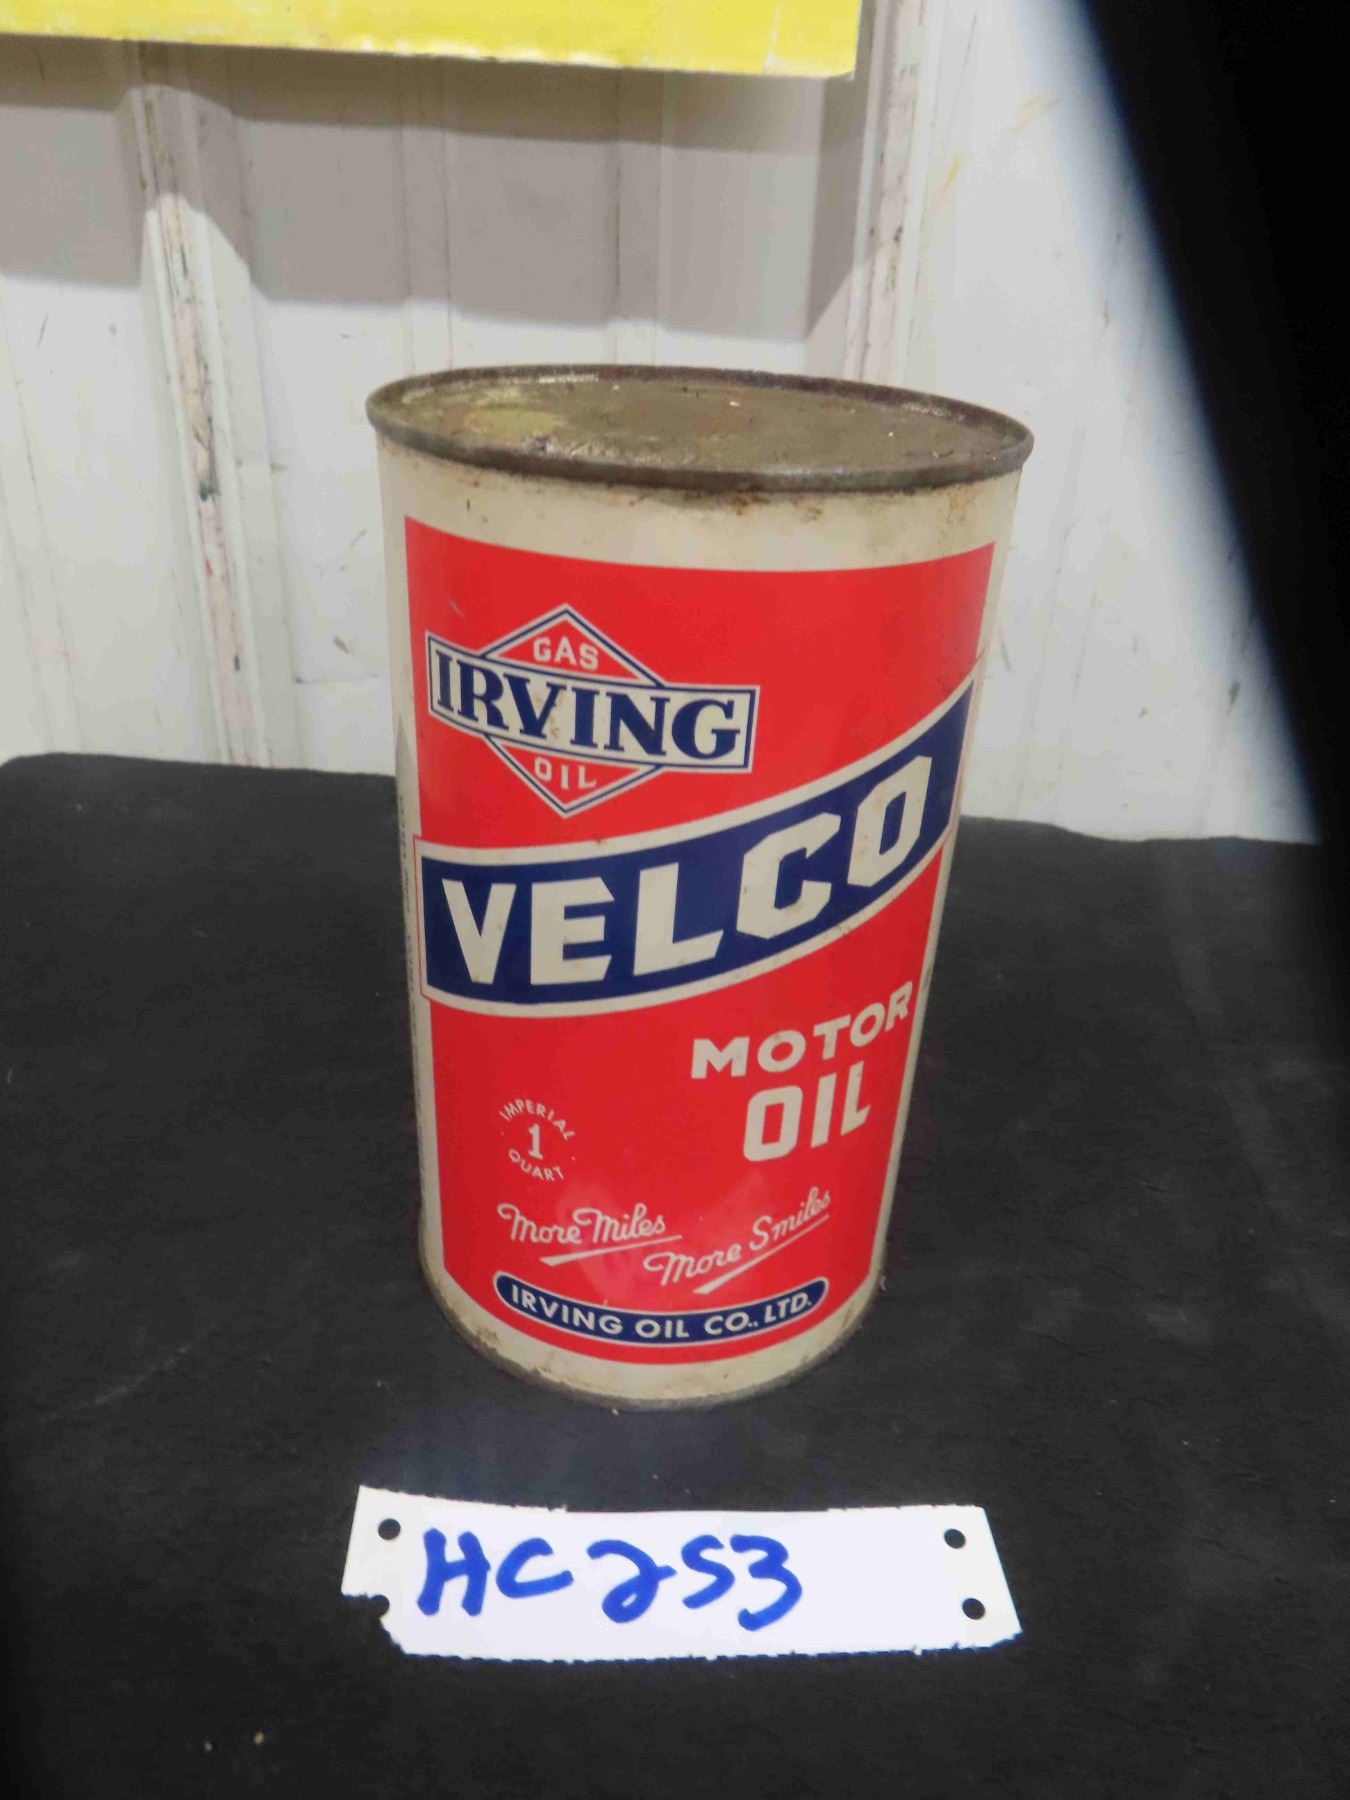 GAS
IRVING
OIL
VELCO
MOTOR
OIL
IMPERIAL
1
QUART
More Miles
More Smiles
IRVING OIL CO., LTD.
HC253